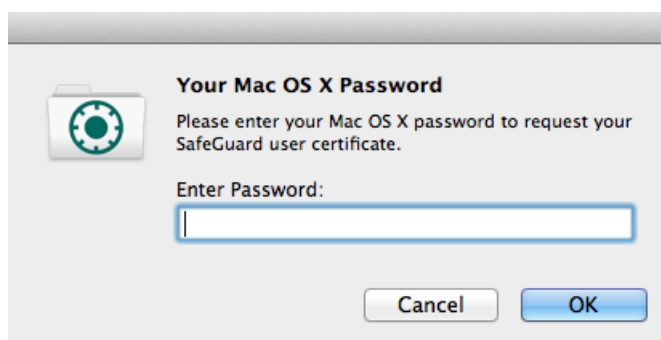 Your Mac OS X Password
Please enter your Mac OS X password to request your
SafeGuard user certificate.
Enter Password:
Cancel
OK